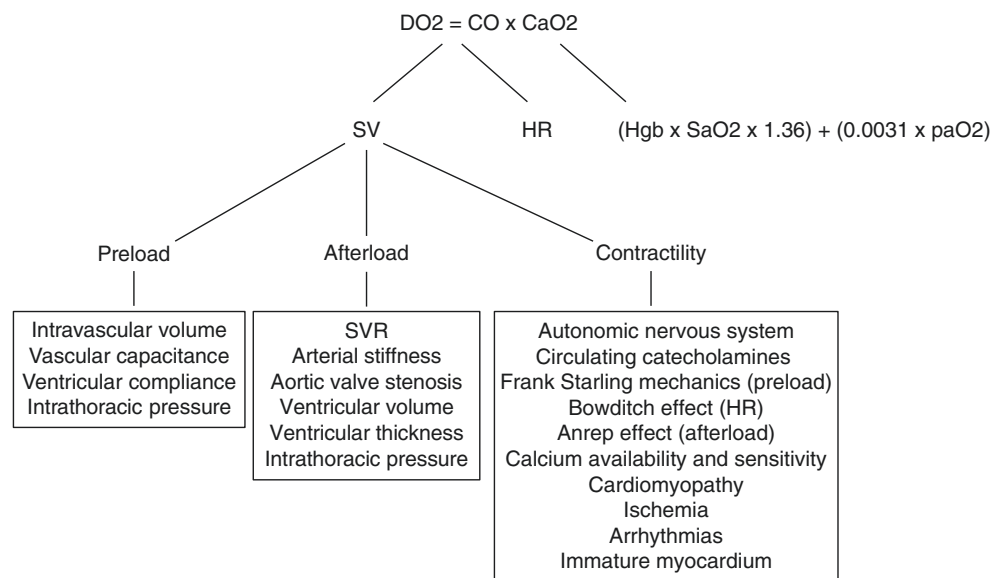 DO2 = CO x CaO2
SV
HR
(Hgb x SaO2 x 1.36) + (0.0031 x paO2)
Preload
Afterload
Contractility
Intravascular volume
Vascular capacitance
Ventricular compliance
Intrathoracic pressure
SVR
Arterial stiffness
Aortic valve stenosis
Ventricular volume
Ventricular thickness
Intrathoracic pressure
Autonomic nervous system
Circulating catecholamines
Frank Starling mechanics (preload)
Bowditch effect (HR)
Anrep effect (afterload)
Calcium availability and sensitivity
Cardiomyopathy
Ischemia
Arrhythmias
Immature myocardium